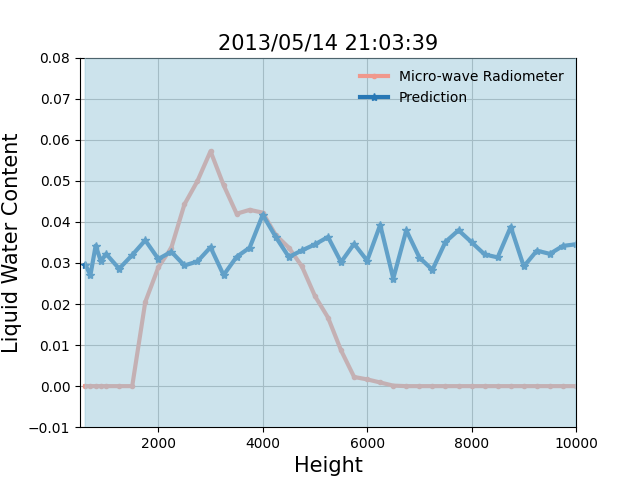 2013/05/14 21:03:39
Micro-wave Radiometer
Prediction
Liquid Water Content
0.08
0.07
0.06
0.05
0.04
0.03
0.02
0.01
0.00
−0.01
2000 4000 6000 8000 10000
Height